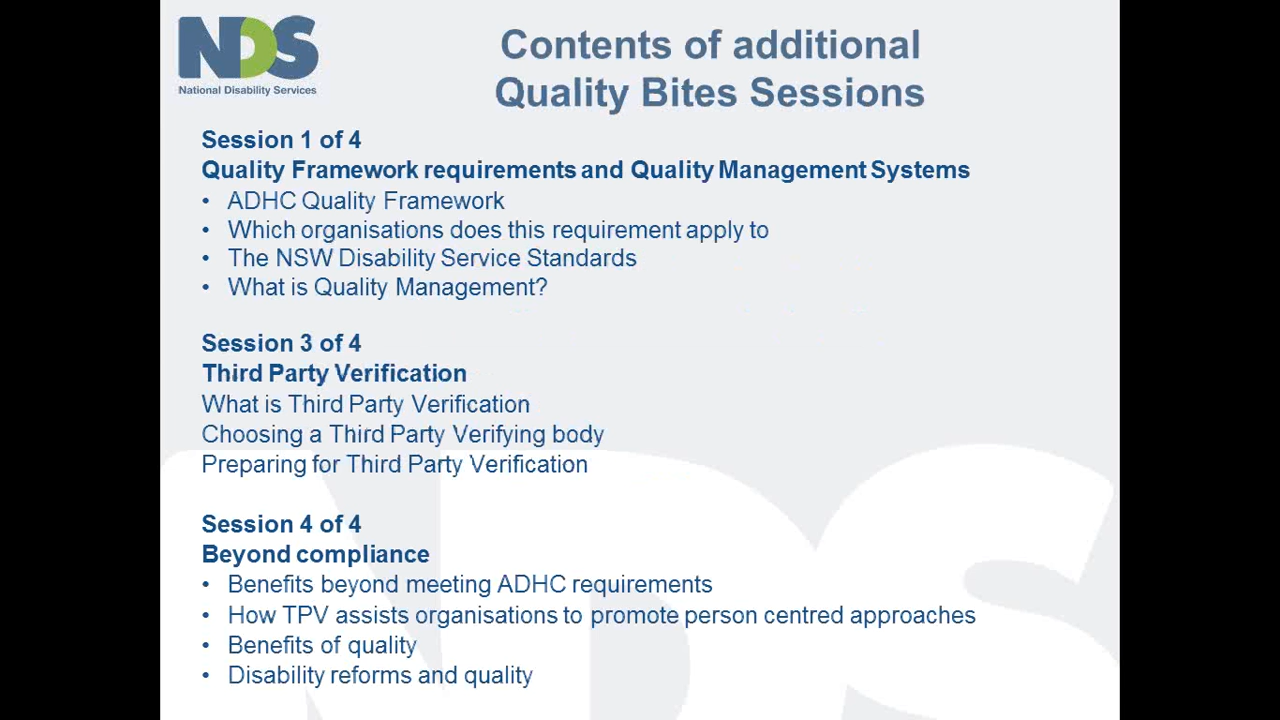 NDS
National Disability Services
Contents of additional
Quality Bites Sessions
Session 1 of 4
Quality Framework requirements and Quality Management Systems
• ADHC Quality Framework
• Which organisations does this requirement apply to
• The NSW Disability Service Standards
• What is Quality Management?
Session 3 of 4
Third Party Verification
What is Third Party Verification
Choosing a Third Party Verifying body
Preparing for Third Party Verification
Session 4 of 4
Beyond compliance
• Benefits beyond meeting ADHC requirements
• How TPV assists organisations to promote person centred approaches
• Benefits of quality
• Disability reforms and quality